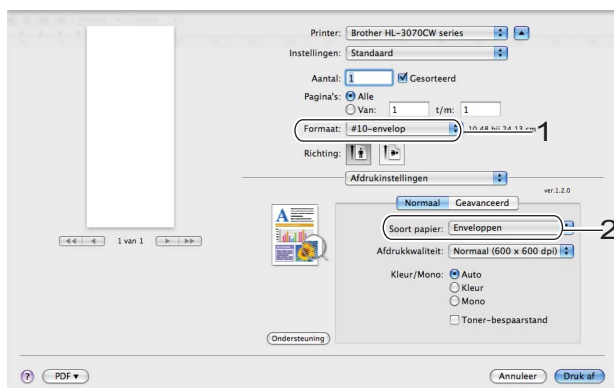 Printer: Brother HL-3070CW series
Instellingen: Standaard
Aantal: 1 Gesorteerd
Pagina's: Alle
Van: 1 t/m: 1
Formaat: #10-envelop 10,48 bij 24,13 cm 1
Richting:
Afdrukinstellingen
ver.1.2.0
Normaal Geavanceerd
Soort papier: Enveloppen 2
1 van 1
Afdrukkwaliteit: Normaal (600 x 600 dpi)
Kleur/Mono: Auto
Kleur
Mono
Toner-bespaarstand
Ondersteuning
? PDF Annuleer Druk af